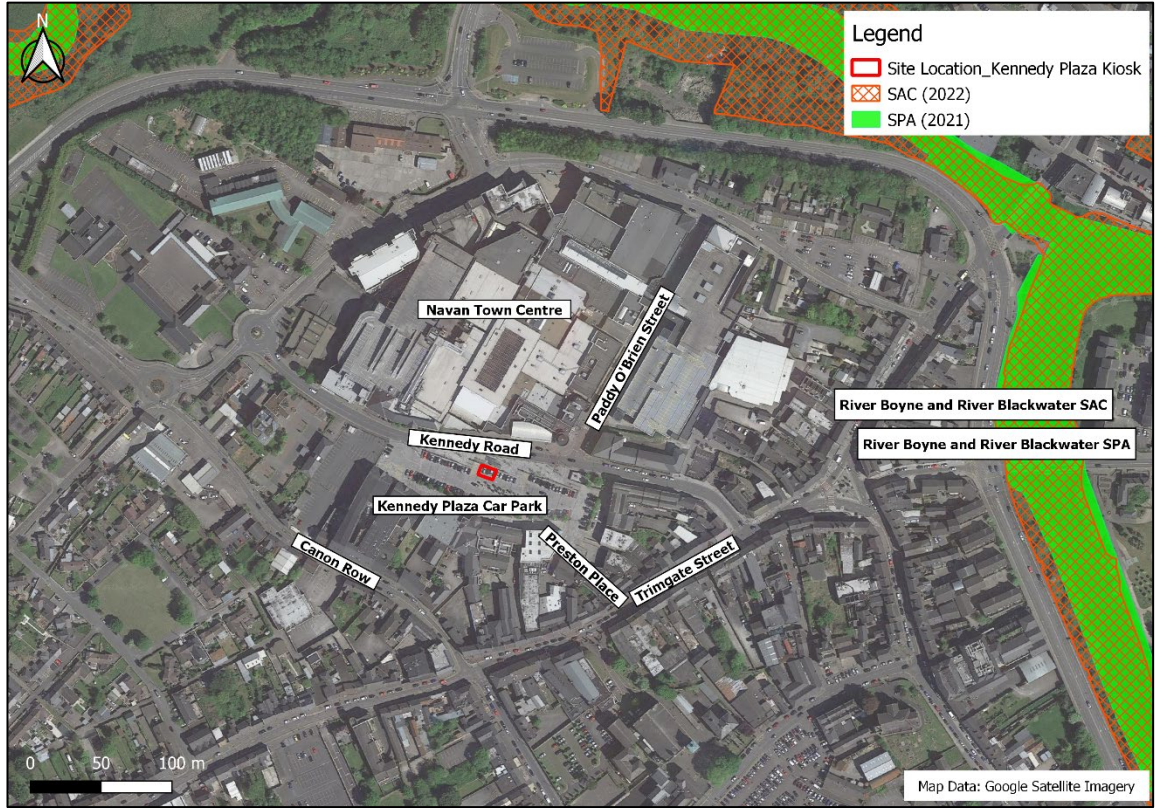 N
Legend
Site Location_Kennedy Plaza Kiosk
SAC (2022)
SPA (2021)
Navan Town Centre
Paddy O'Brien Street
River Boyne and River Blackwater SAC
River Boyne and River Blackwater SPA
Kennedy Road
Kennedy Plaza Car Park
Canon Row
Preston Place
Trimgate Street
0 50 100 m
Map Data: Google Satellite Imagery